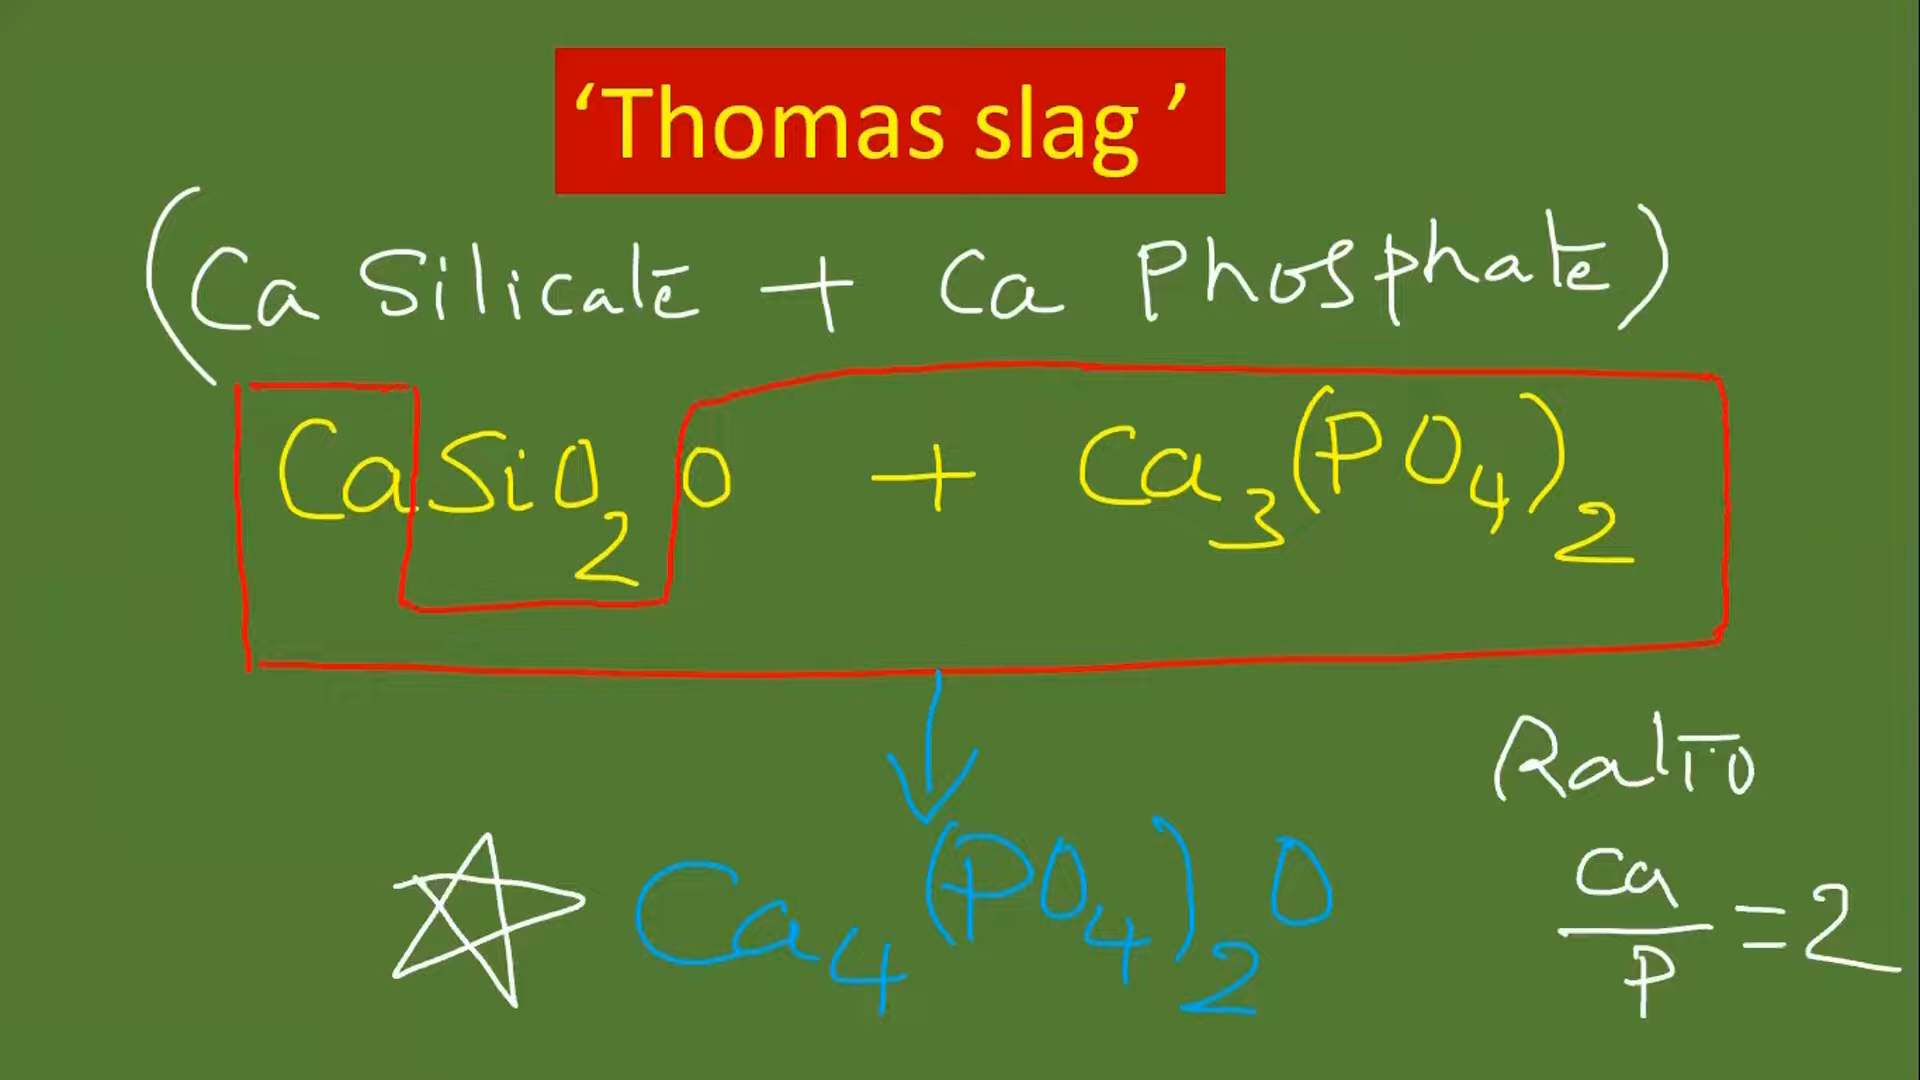 ‘Thomas slag’
(Ca Silicate + Ca Phosphate)
CaSiO₂O + Ca₃(PO₄)₂
Ca₄(PO₄)₂O
Ratio
Ca
P
=2